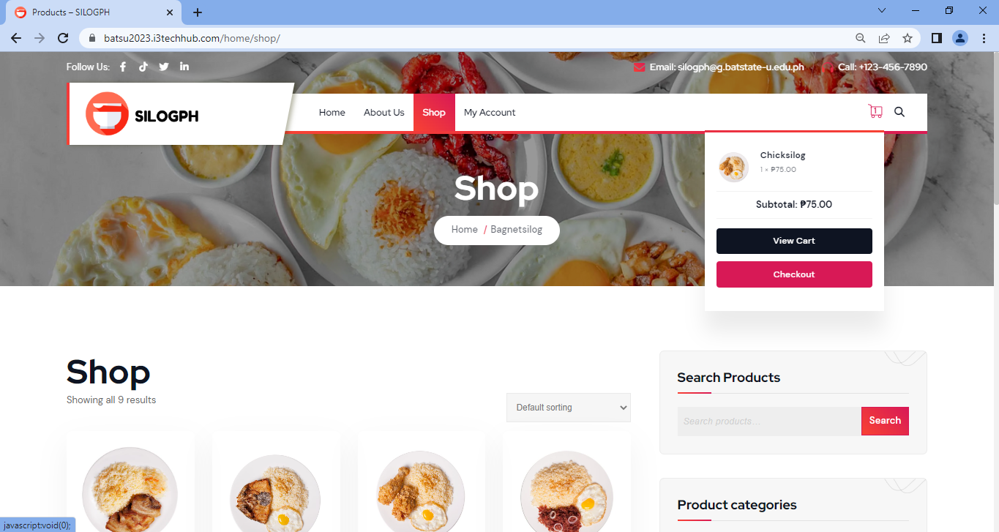 Products – SILOGPH
batsu2023.i3techhub.com/home/shop/
Follow Us:
Email: silogph@g.batstate-u.edu.ph
Call: +123-456-7890
SILOGPH
Home
About Us
Shop
My Account
1
Chicksilog
1 × ₱75.00
Subtotal: ₱75.00
View Cart
Checkout
Shop
Home / Bagnetsilog
Shop
Showing all 9 results
Default sorting
Search Products
Search products…
Search
Product categories
javascript:void(0);